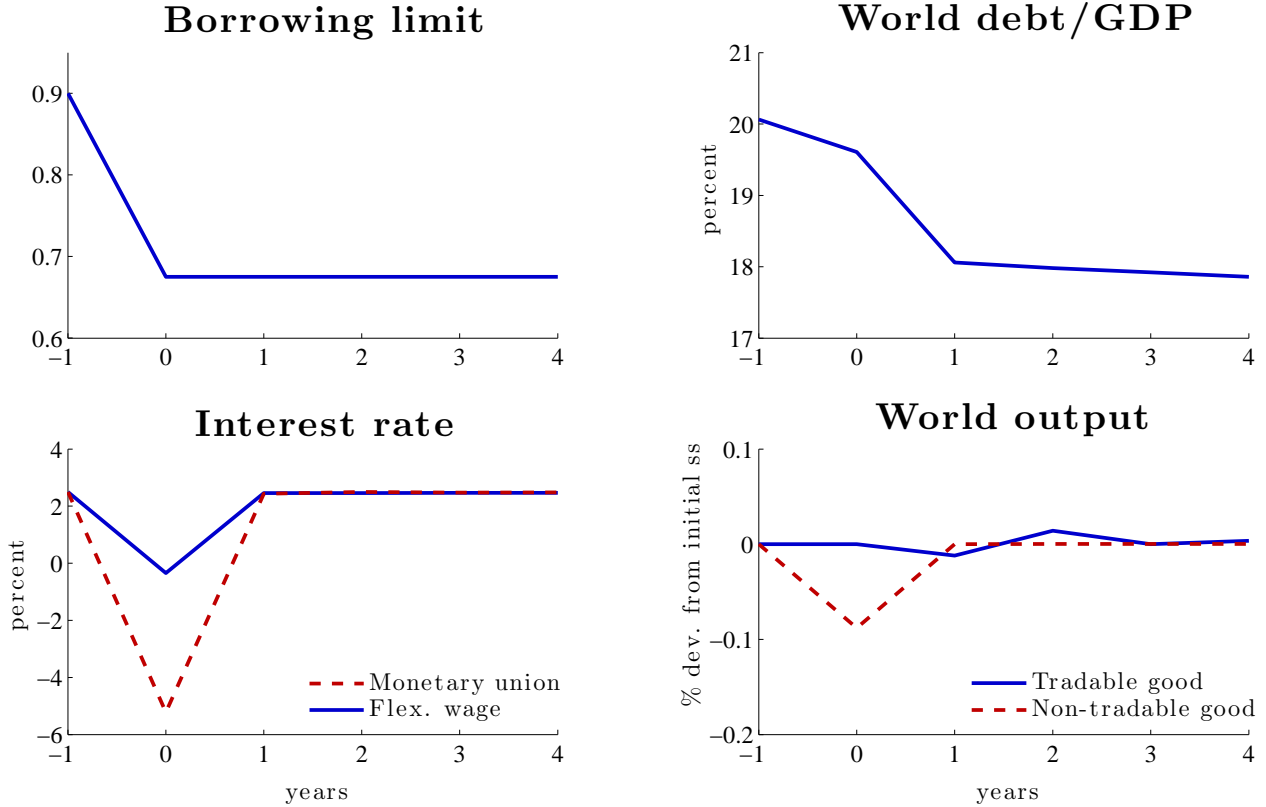 Borrowing limit
0.9
0.8
0.7
0.6
−1 0 1 2 3 4
World debt/GDP
percent
21
20
19
18
17
−1 0 1 2 3 4
Interest rate
percent
4
2
0
−2
−4
−6
Monetary union
Flex. wage
−1 0 1 2 3 4
years
World output
% dev. from initial ss
0.1
0
−0.1
−0.2
Tradable good
Non-tradable good
−1 0 1 2 3 4
years